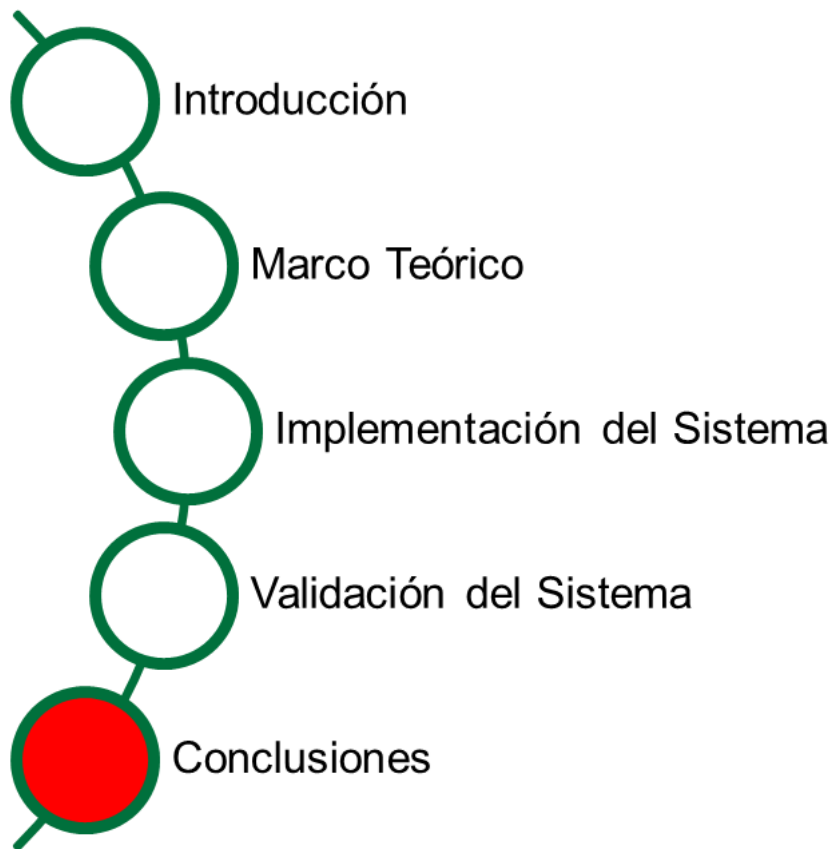 Introducción
Marco Teórico
Implementación del Sistema
Validación del Sistema
Conclusiones